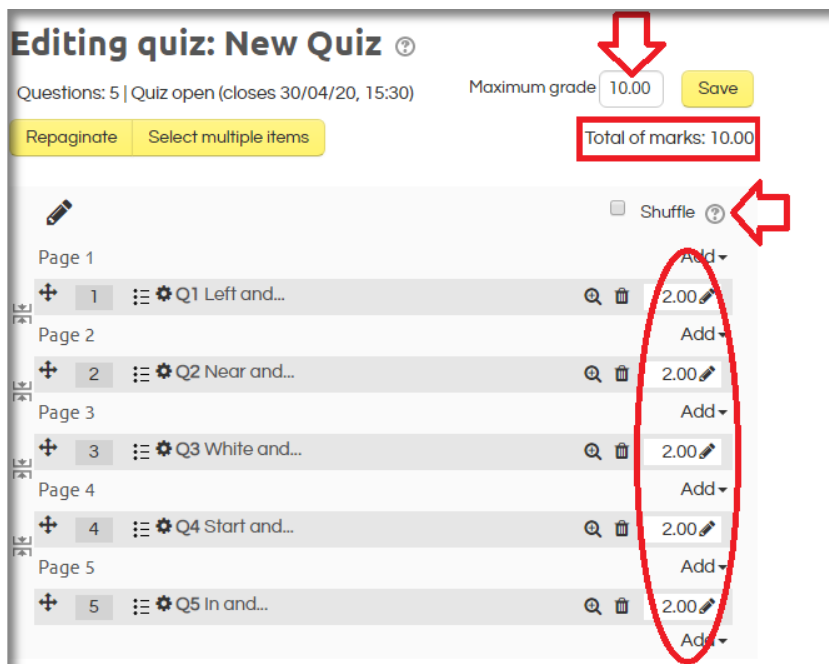 Editing quiz: New Quiz ?
Maximum grade 10.00 Save
Questions: 5 | Quiz open (closes 30/04/20, 15:30)
Repaginate Select multiple items Total of marks: 10.00
Shuffle ?
Page 1 Add
1 Q1 Left and... 2.00
Page 2 Add
2 Q2 Near and... 2.00
Page 3 Add
3 Q3 White and... 2.00
Page 4 Add
4 Q4 Start and... 2.00
Page 5 Add
5 Q5 In and... 2.00
Add